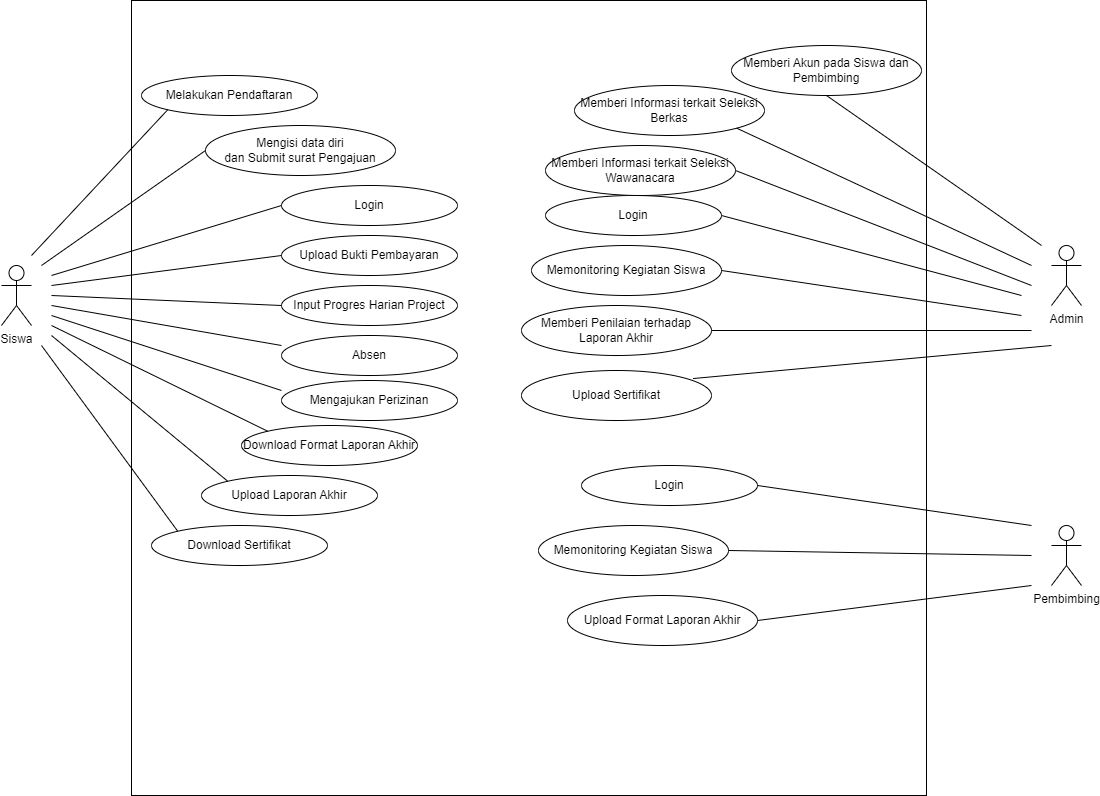 Melakukan Pendaftaran
Mengisi data diri
dan Submit surat Pengajuan
Login
Upload Bukti Pembayaran
Input Progres Harian Project
Absen
Mengajukan Perizinan
Download Format Laporan Akhir
Upload Laporan Akhir
Download Sertifikat
Siswa
Memberi Akun pada Siswa dan
Pembimbing
Memberi Informasi terkait Seleksi
Berkas
Memberi Informasi terkait Seleksi
Wawanacara
Login
Memonitoring Kegiatan Siswa
Memberi Penilaian terhadap
Laporan Akhir
Upload Sertifikat
Admin
Login
Memonitoring Kegiatan Siswa
Upload Format Laporan Akhir
Pembimbing